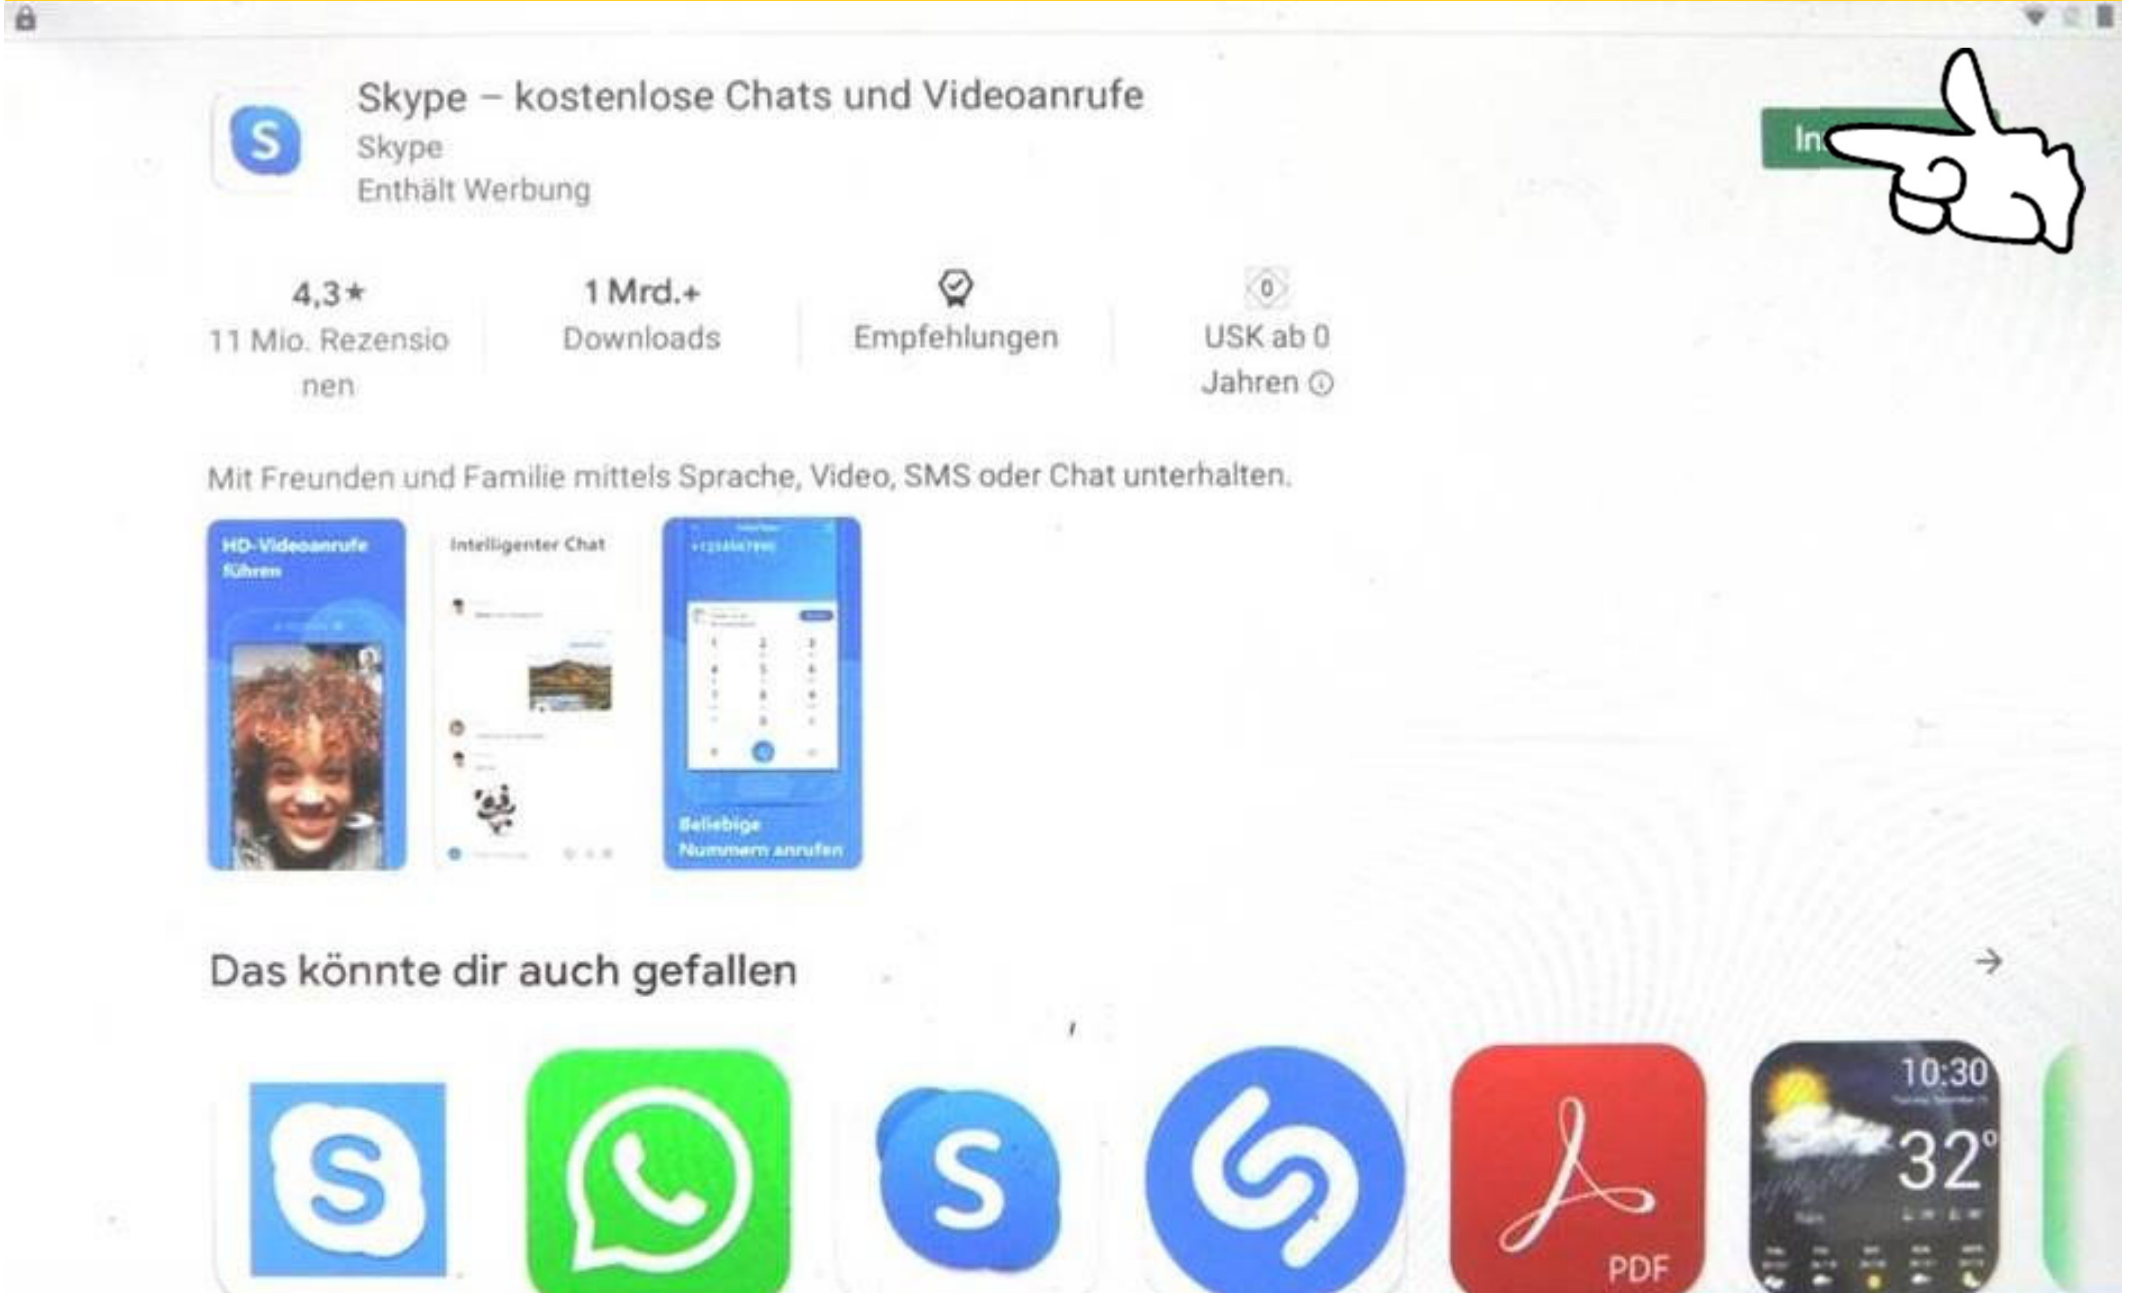 Skype – kostenlose Chats und Videoanrufe
Skype
Enthält Werbung
4,3★
11 Mio. Rezensio
nen
1 Mrd.+
Downloads
Empfehlungen
0
USK ab 0
Jahren
Mit Freunden und Familie mittels Sprache, Video, SMS oder Chat unterhalten.
HD-Videoanrufe
führen
Intelligenter Chat
Beliebige
Nummern anrufen
Das könnte dir auch gefallen
10:30
32°
PDF